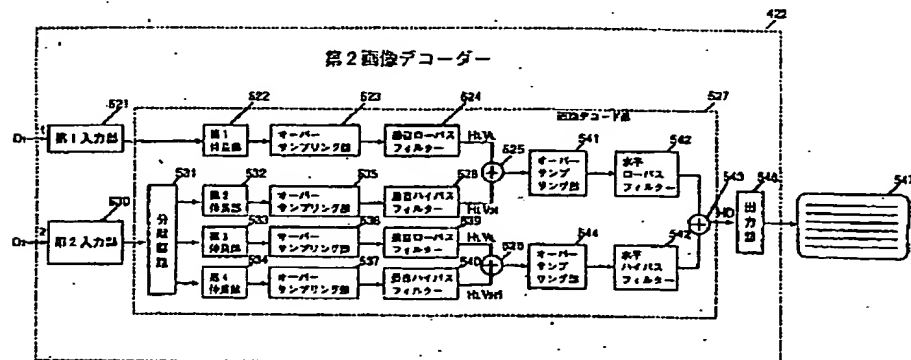 422
第2画像デコーダー
527
521
522
523
524
画像デコード部
D1
1
第1入力部
第1伸長部
オーバー
サンプリング部
垂直ローパス
フィルター
525
541
オーバー
サンプ
リング部
542
水平
ローパス
フィルター
543
HD
出力部
530
531
532
535
D2
2
第2入力部
分離回路
第2伸長部
オーバー
サンプリング部
垂直ハイパス
フィルター
533
第3伸長部
オーバー
サンプリング部
垂直ローパス
フィルター
534
537
第4伸長部
オーバー
サンプリング部
垂直ハイパス
フィルター
540
544
オーバー
サンプ
リング部
水平
ハイパス
フィルター